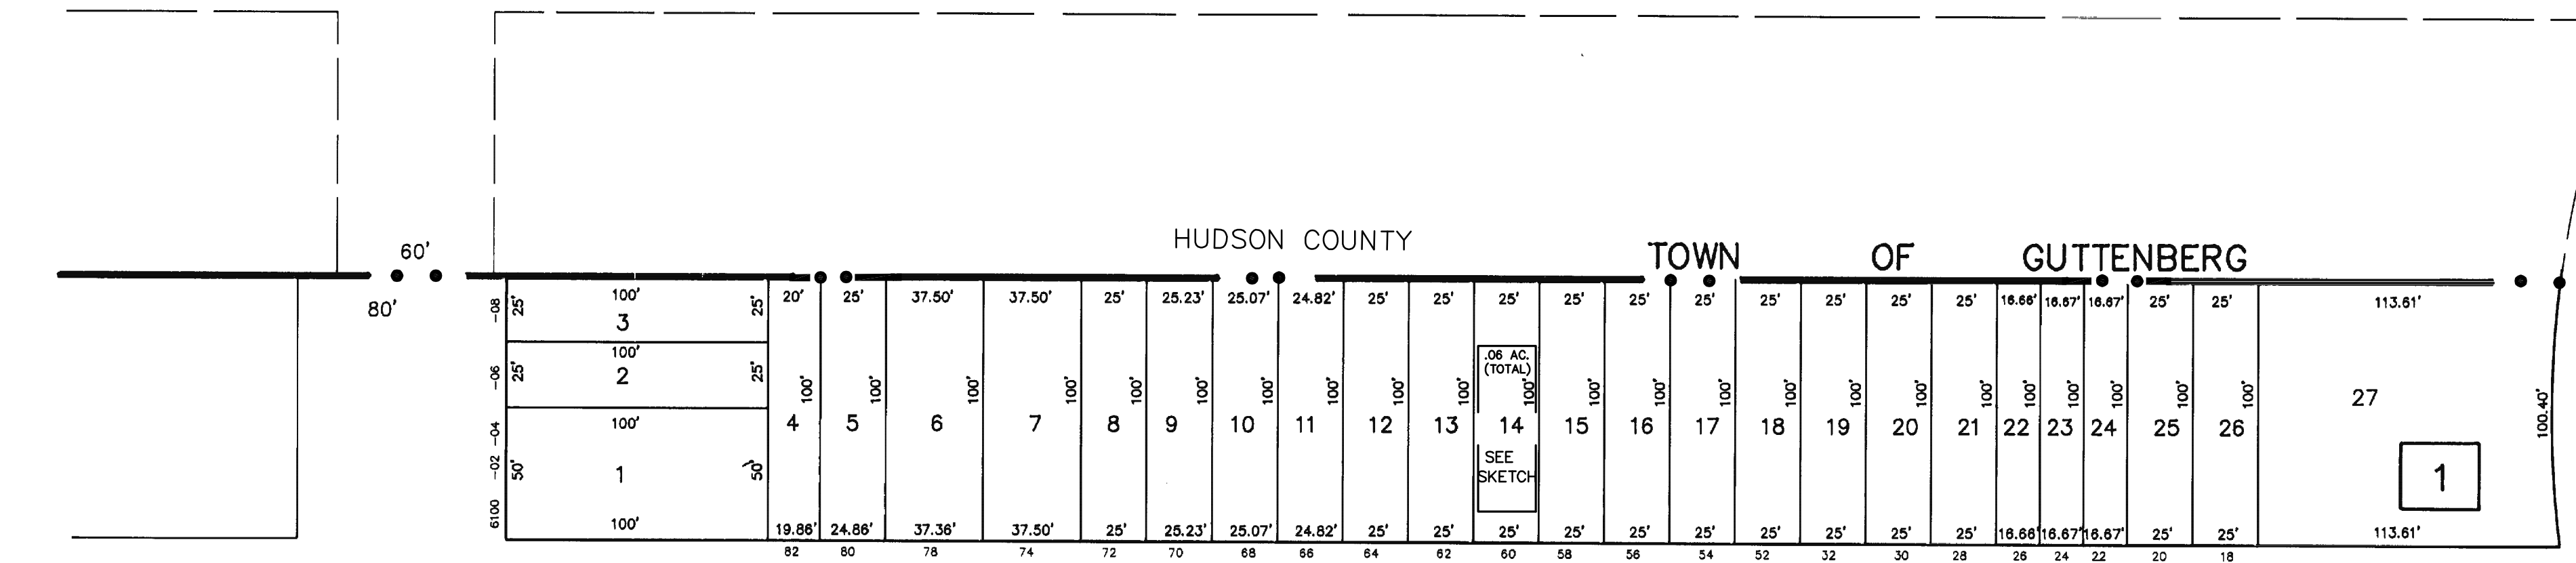 HUDSON COUNTY
TOWN OF GUTTENBERG
60'
80'
-08 25' 100' 25' 20' 25' 37.50' 37.50' 25' 25.23' 25.07' 24.82' 25' 25' 25' 25' 25' 25' 25' 25' 25' 25' 16.66' 16.67' 16.67' 25' 25' 113.61'
3
100'
.06 AC.
(TOTAL)
-06 25' 2 25'
100' 100' 100' 100' 100' 100' 100' 100' 100' 100' 100' 100' 100' 100' 100' 100' 100' 100' 100' 100' 100' 100' 100' 100.40'
-04 100' 4 5 6 7 8 9 10 11 12 13 14 15 16 17 18 19 20 21 22 23 24 25 26 27
-02 50' 1 50'
SEE
SKETCH
1
6100 100' 19.86' 24.86' 37.36' 37.50' 25' 25.23' 25.07' 24.82' 25' 25' 25' 25' 25' 25' 25' 25' 25' 25' 16.66' 16.67' 16.67' 25' 25' 113.61'
82 80 78 74 72 70 68 66 64 62 60 58 56 54 52 32 30 28 26 24 22 20 18